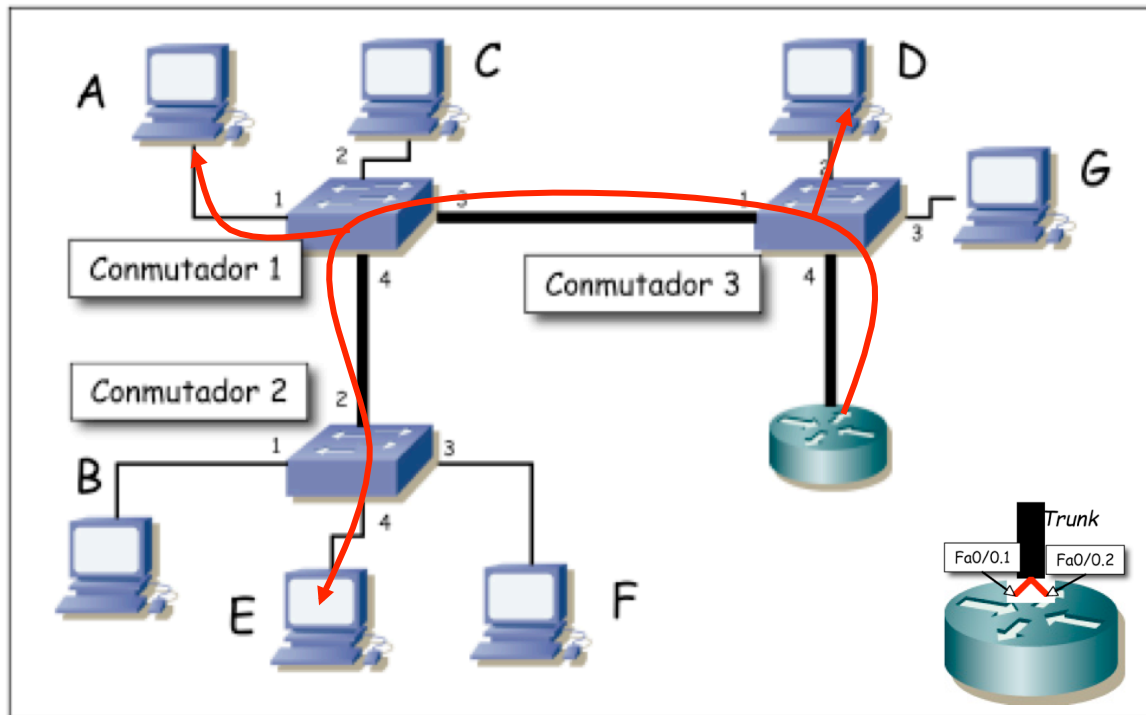 A
C
D
G
1
2
3
4
1
2
3
4
Conmutador 1
Conmutador 3
Conmutador 2
2
1
3
4
B
E
F
Trunk
Fa0/0.1
Fa0/0.2